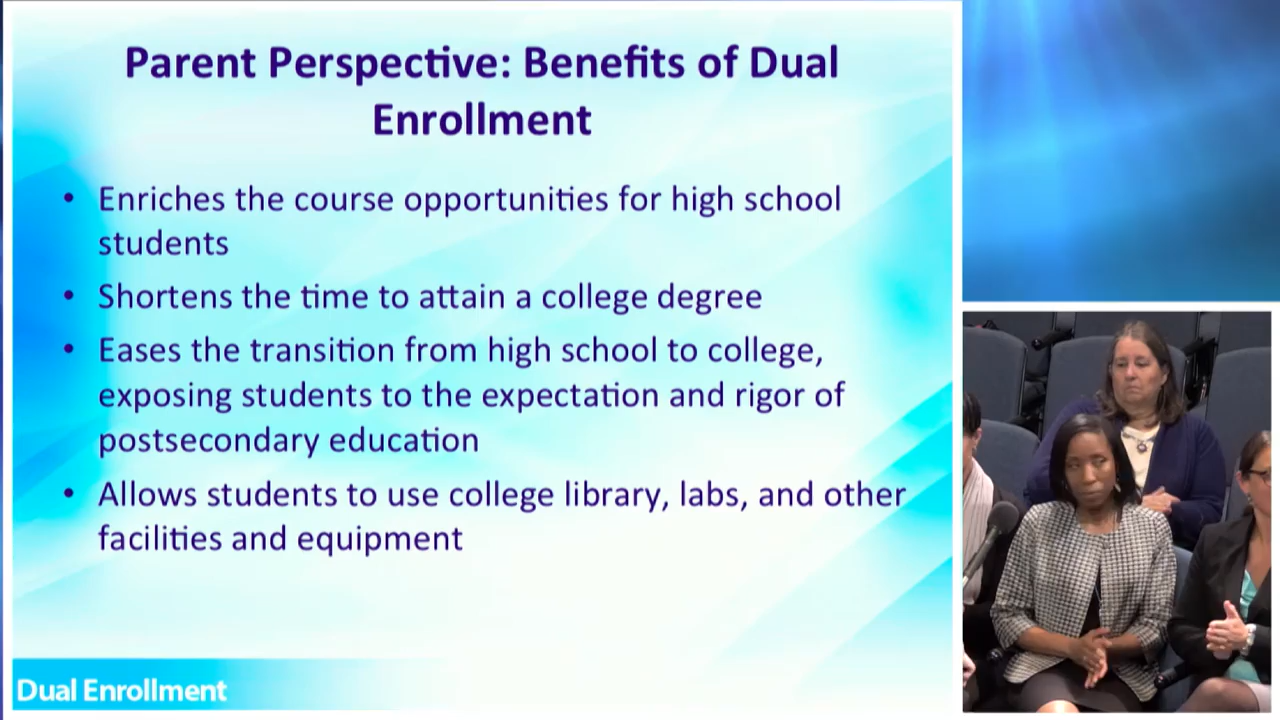 Parent Perspective: Benefits of Dual
Enrollment
• Enriches the course opportunities for high school
students
• Shortens the time to attain a college degree
• Eases the transition from high school to college,
exposing students to the expectation and rigor of
postsecondary education
• Allows students to use college library, labs, and other
facilities and equipment
Dual Enrollment